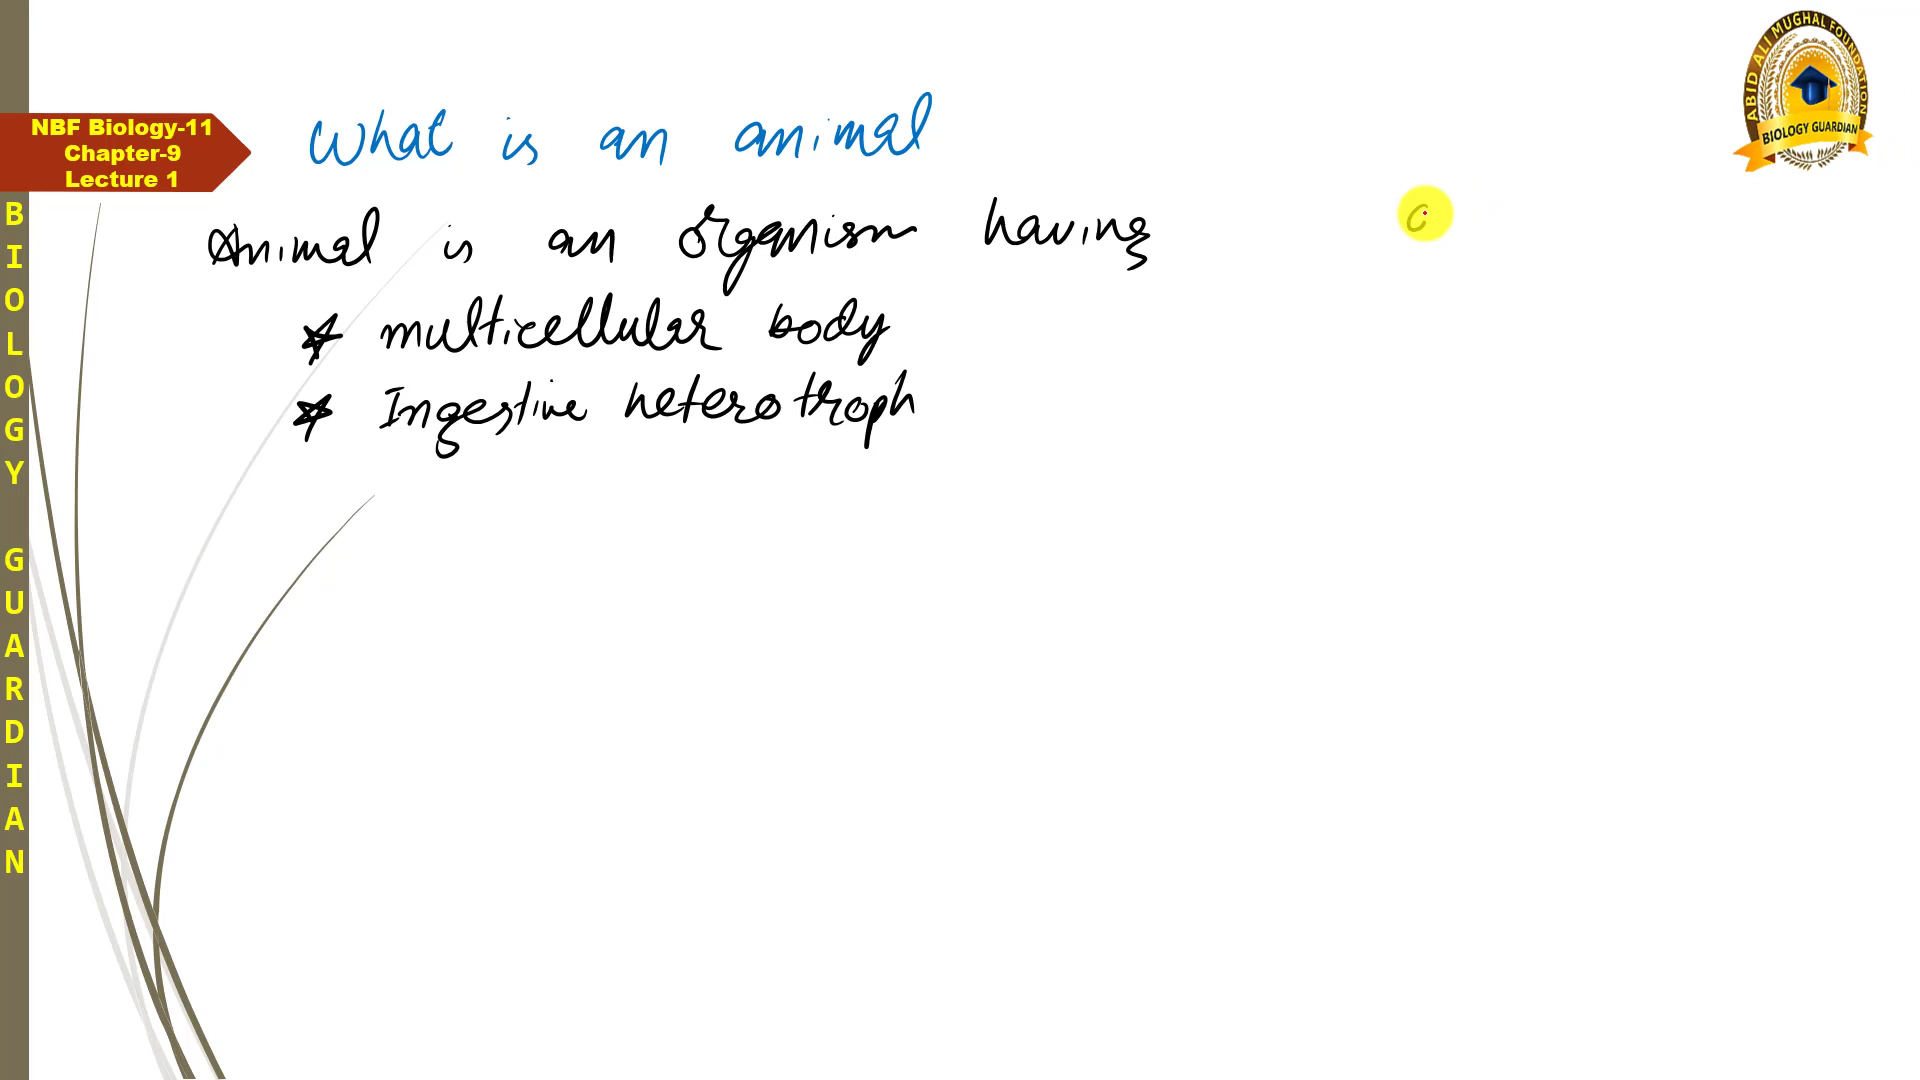 ABID ALI MUGHAL FOUNDATION
BIOLOGY GUARDIAN
NBF Biology-11
Chapter-9
Lecture 1
What is an animal
Animal is an organism having
* multicellular body
* Ingestive heterotroph
BIOLOGY GUARDIAN